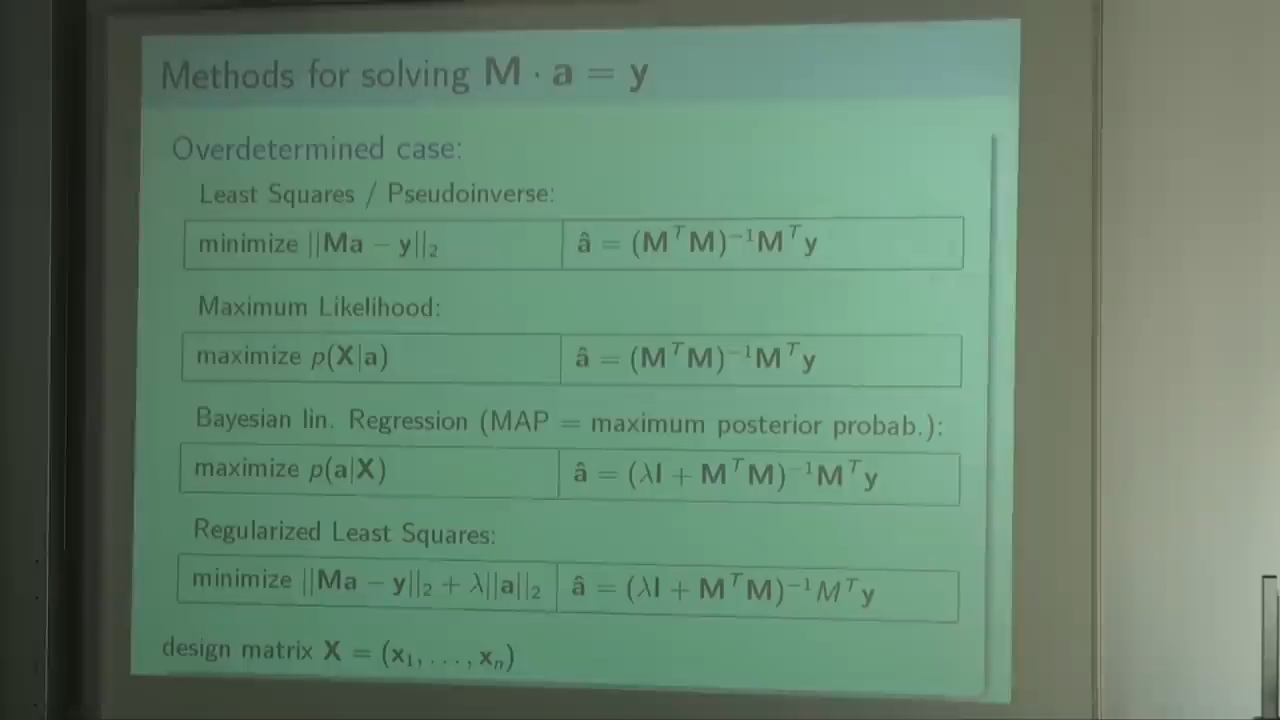 Methods for solving M · a = y
Overdetermined case:
Least Squares / Pseudoinverse:
minimize ||Ma − y||₂ â = (MᵀM)⁻¹Mᵀy
Maximum Likelihood:
maximize p(X|a) â = (MᵀM)⁻¹Mᵀy
Bayesian lin. Regression (MAP = maximum posterior probab.):
maximize p(a|X) â = (λI + MᵀM)⁻¹Mᵀy
Regularized Least Squares:
minimize ||Ma − y||₂ + λ||a||₂ â = (λI + MᵀM)⁻¹Mᵀy
design matrix X = (x₁, . . . , xₙ)